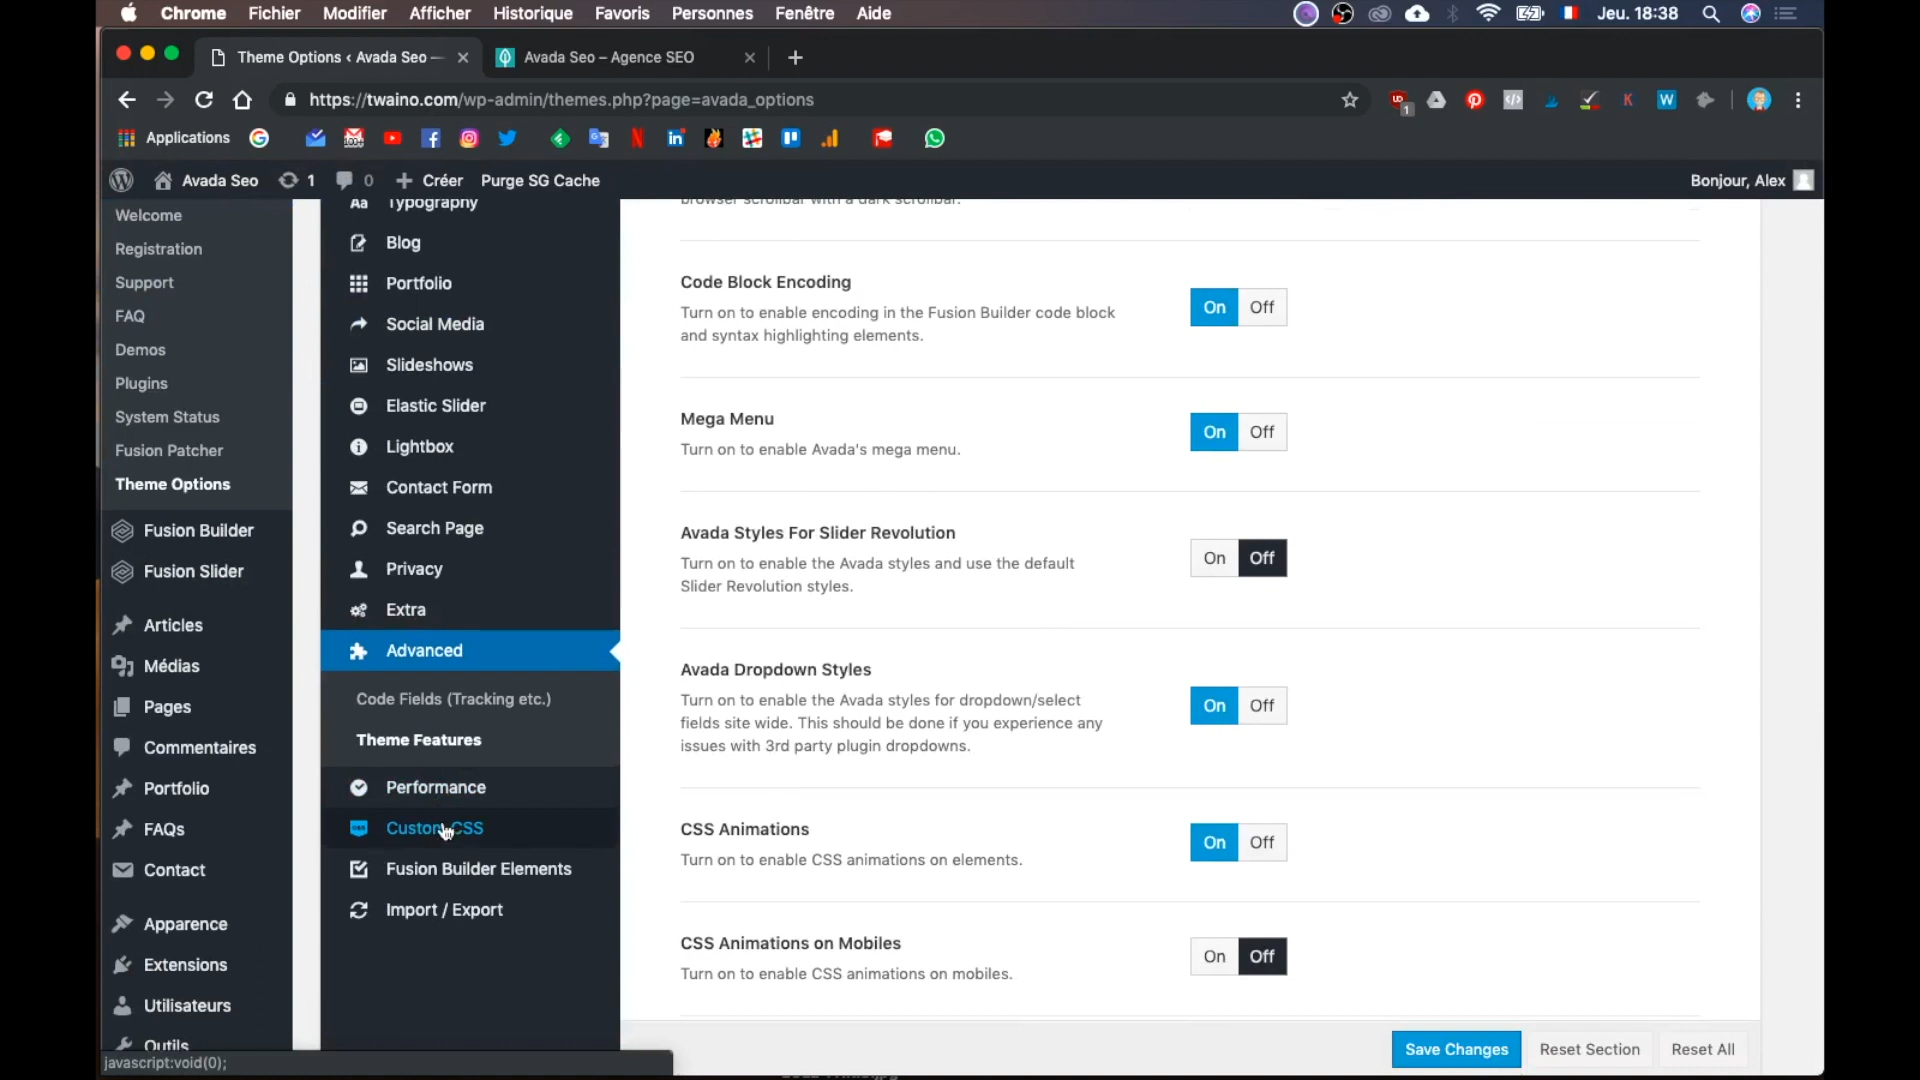 Chrome Fichier Modifier Afficher Historique Favoris Personnes Fenêtre Aide Jeu. 18:38
Theme Options ‹ Avada Seo — Avada Seo – Agence SEO
https://twaino.com/wp-admin/themes.php?page=avada_options
Applications
Avada Seo 1 0 Créer Purge SG Cache Bonjour, Alex
Welcome
Registration
Support
FAQ
Demos
Plugins
System Status
Fusion Patcher
Theme Options
Fusion Builder
Fusion Slider
Articles
Médias
Pages
Commentaires
Portfolio
FAQs
Contact
Apparence
Extensions
Utilisateurs
Outils
javascript:void(0);
Typography
Blog
Portfolio
Social Media
Slideshows
Elastic Slider
Lightbox
Contact Form
Search Page
Privacy
Extra
Advanced
Code Fields (Tracking etc.)
Theme Features
Performance
Custom CSS
Fusion Builder Elements
Import / Export
browser scrollbar with a dark scrollbar.
Code Block Encoding
Turn on to enable encoding in the Fusion Builder code block
and syntax highlighting elements.
On Off
Mega Menu
Turn on to enable Avada's mega menu.
On Off
Avada Styles For Slider Revolution
Turn on to enable the Avada styles and use the default
Slider Revolution styles.
On Off
Avada Dropdown Styles
Turn on to enable the Avada styles for dropdown/select
fields site wide. This should be done if you experience any
issues with 3rd party plugin dropdowns.
On Off
CSS Animations
Turn on to enable CSS animations on elements.
On Off
CSS Animations on Mobiles
Turn on to enable CSS animations on mobiles.
On Off
Save Changes Reset Section Reset All